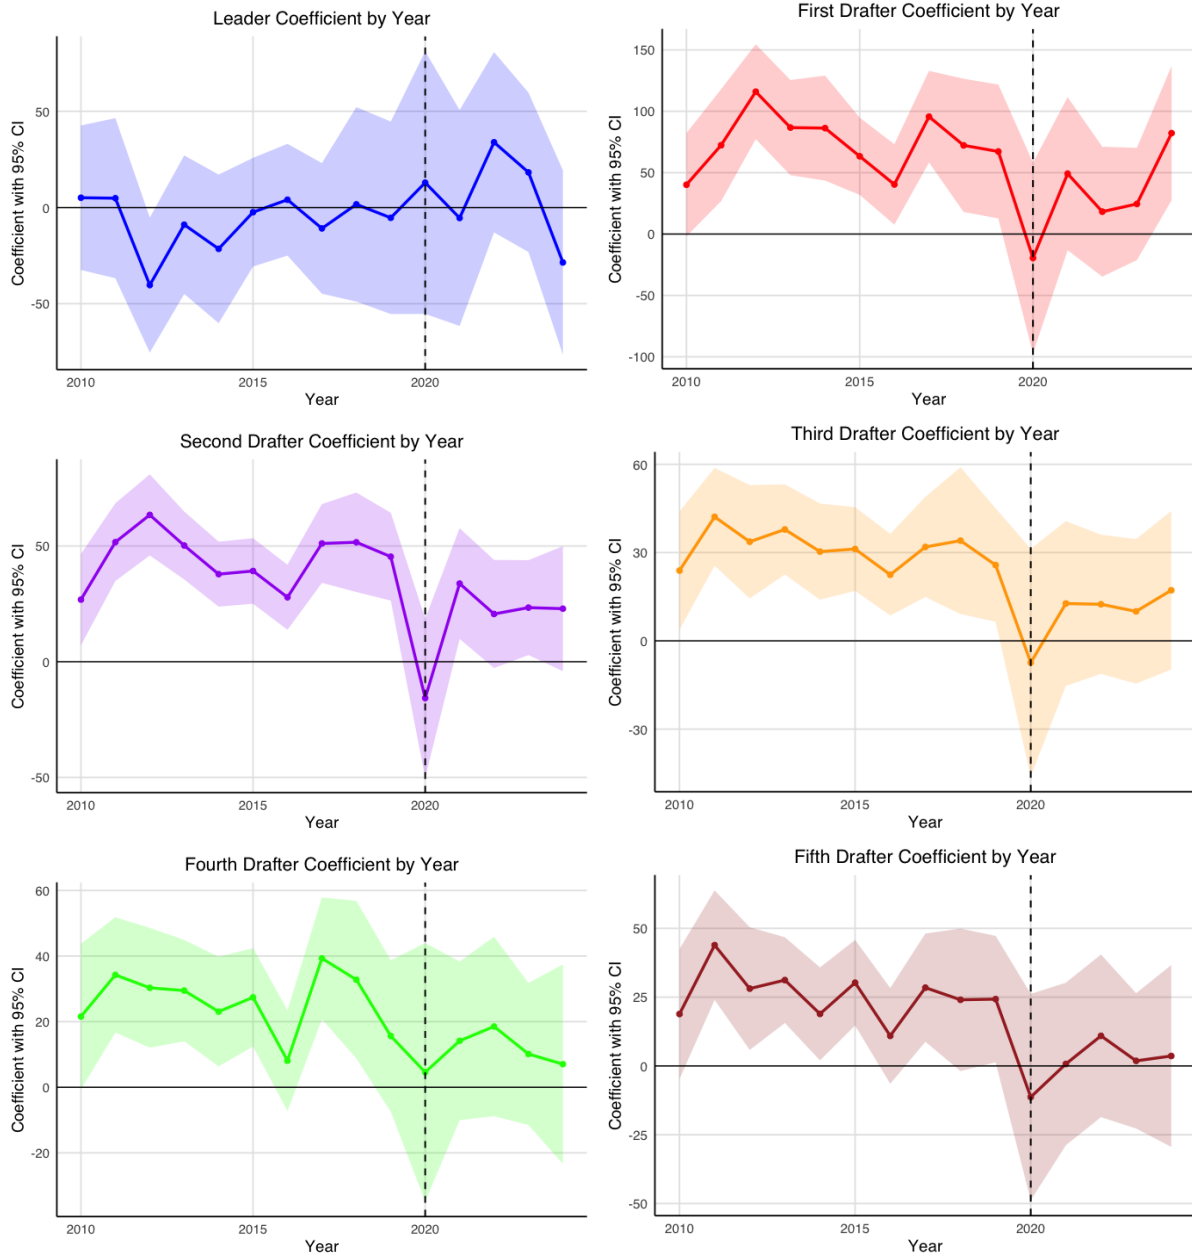 Leader Coefficient by Year
Coefficient with 95% CI
50
0
-50
2010
2015
2020
Year
First Drafter Coefficient by Year
Coefficient with 95% CI
150
100
50
0
-50
-100
2010
2015
2020
Year
Second Drafter Coefficient by Year
Coefficient with 95% CI
50
0
-50
2010
2015
2020
Year
Third Drafter Coefficient by Year
Coefficient with 95% CI
60
30
0
-30
2010
2015
2020
Year
Fourth Drafter Coefficient by Year
Coefficient with 95% CI
60
40
20
0
-20
2010
2015
2020
Year
Fifth Drafter Coefficient by Year
Coefficient with 95% CI
50
25
0
-25
-50
2010
2015
2020
Year